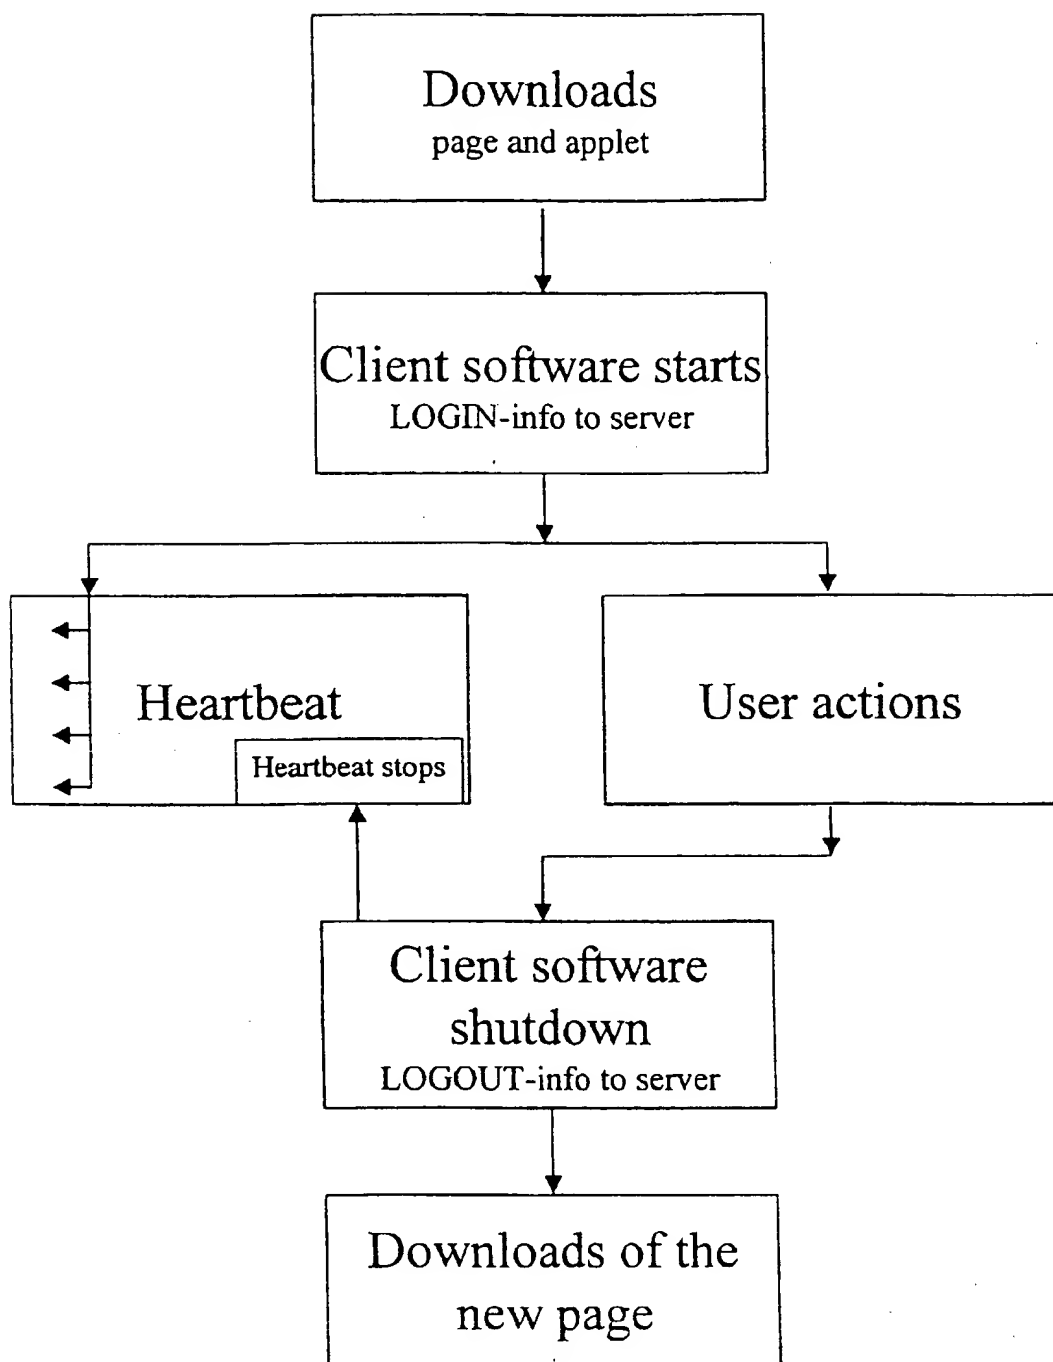 Downloads
page and applet
Client software starts
LOGIN-info to server
Heartbeat
Heartbeat stops
User actions
Client software
shutdown
LOGOUT-info to server
Downloads of the
new page